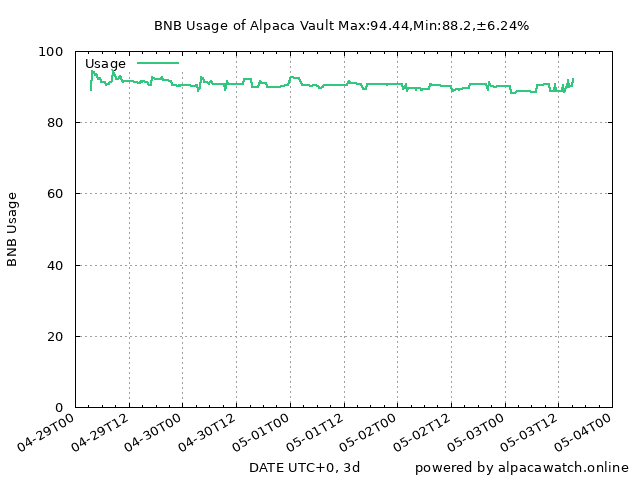 BNB Usage of Alpaca Vault Max:94.44,Min:88.2,±6.24%
Usage
100
80
60
40
20
0
BNB Usage
04-29T00
04-29T12
04-30T00
04-30T12
05-01T00
05-01T12
05-02T00
05-02T12
05-03T00
05-03T12
05-04T00
DATE UTC+0, 3d
powered by alpacawatch.online